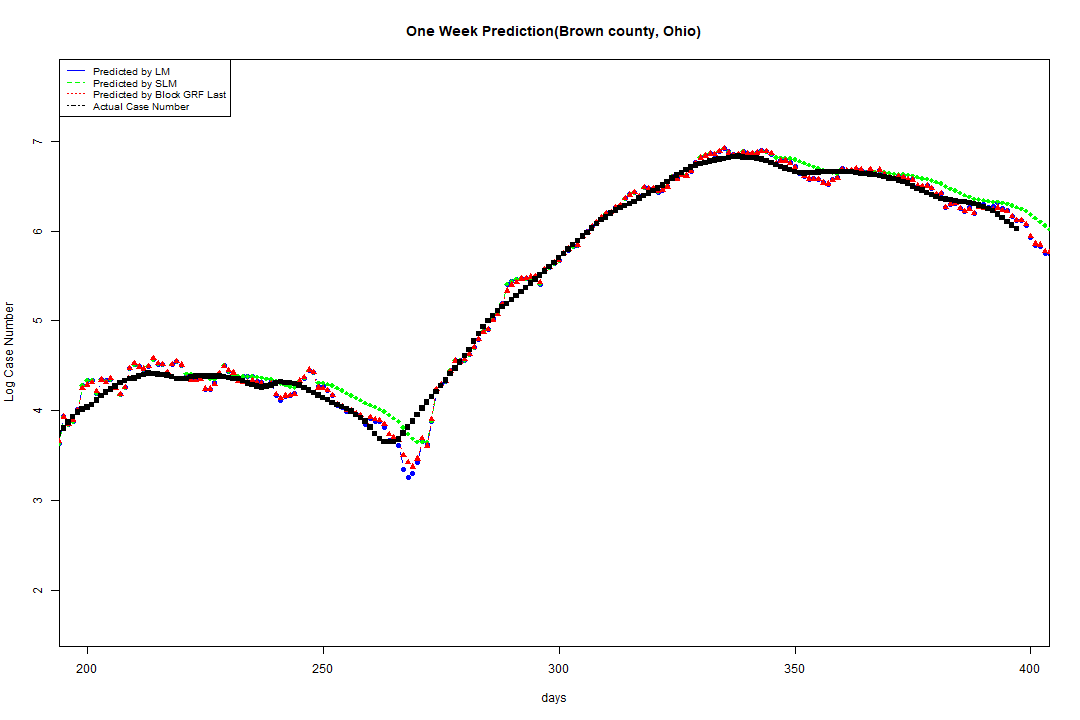 One Week Prediction(Brown county, Ohio)
Predicted by LM
Predicted by SLM
Predicted by Block GRF Last
Actual Case Number
7
6
5
4
3
2
Log Case Number
200 250 300 350 400
days